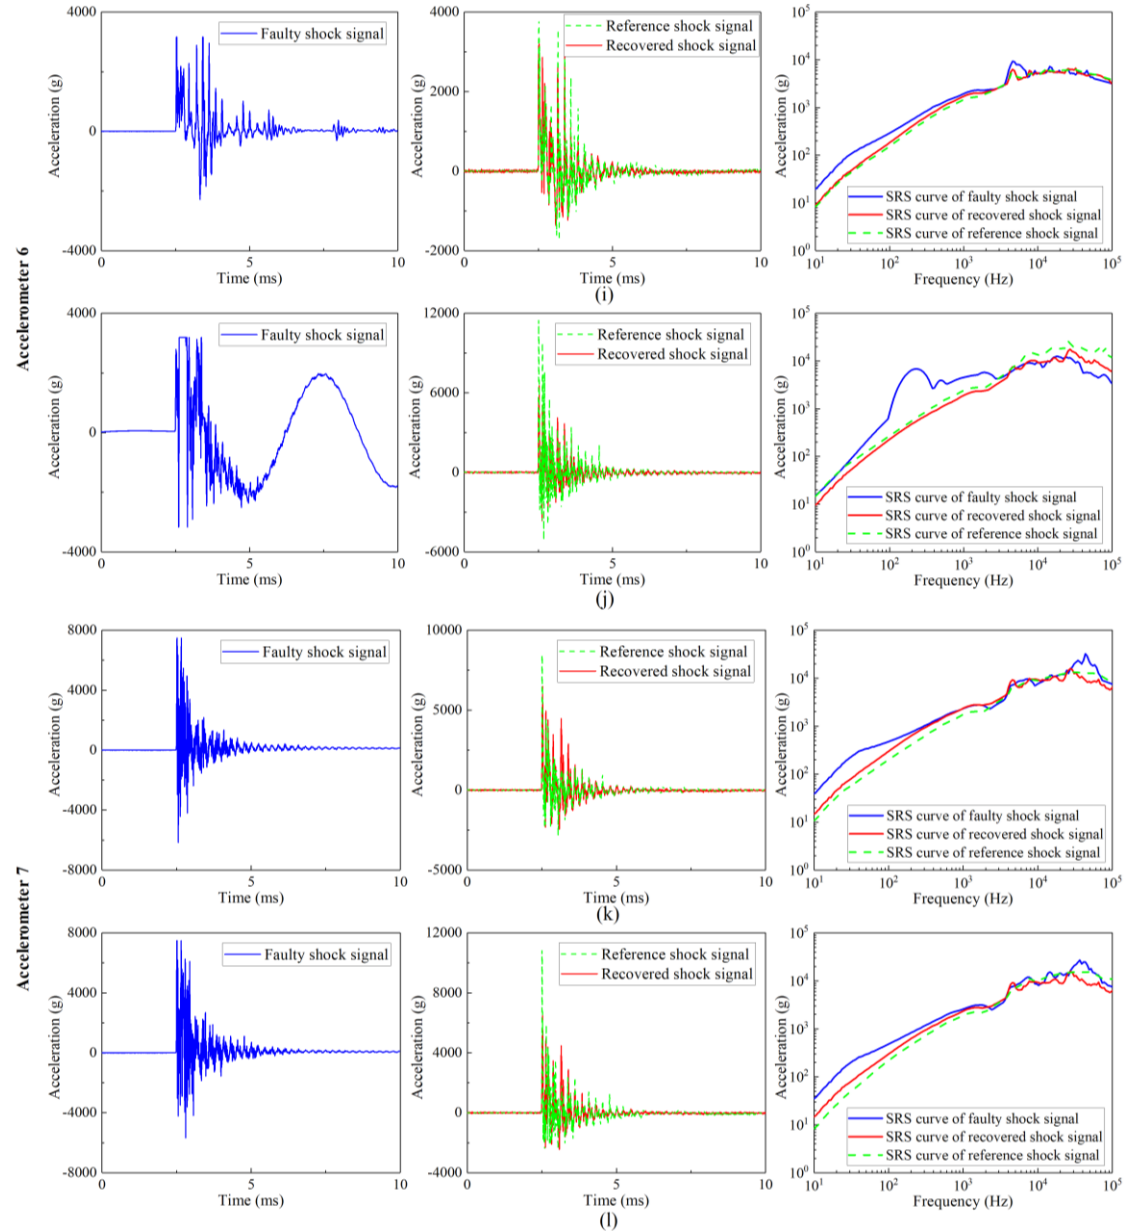 Accelerometer 6
4000
0
-4000
0
5
10
Acceleration (g)
Time (ms)
Faulty shock signal
4000
2000
0
-2000
0
5
10
Acceleration (g)
Time (ms)
Reference shock signal
Recovered shock signal
10^5
10^4
10^3
10^2
10^1
10^0
10^1
10^2
10^3
10^4
10^5
Acceleration (g)
Frequency (Hz)
SRS curve of faulty shock signal
SRS curve of recovered shock signal
SRS curve of reference shock signal
(i)
4000
0
-4000
0
5
10
Acceleration (g)
Time (ms)
Faulty shock signal
12000
6000
0
-6000
0
5
10
Acceleration (g)
Time (ms)
Reference shock signal
Recovered shock signal
10^5
10^4
10^3
10^2
10^1
10^0
10^1
10^2
10^3
10^4
10^5
Acceleration (g)
Frequency (Hz)
SRS curve of faulty shock signal
SRS curve of recovered shock signal
SRS curve of reference shock signal
(j)
Accelerometer 7
8000
4000
0
-4000
-8000
0
5
10
Acceleration (g)
Time (ms)
Faulty shock signal
10000
5000
0
-5000
0
5
10
Acceleration (g)
Time (ms)
Reference shock signal
Recovered shock signal
10^5
10^4
10^3
10^2
10^1
10^0
10^1
10^2
10^3
10^4
10^5
Acceleration (g)
Frequency (Hz)
SRS curve of faulty shock signal
SRS curve of recovered shock signal
SRS curve of reference shock signal
(k)
8000
4000
0
-4000
-8000
0
5
10
Acceleration (g)
Time (ms)
Faulty shock signal
12000
8000
4000
0
-4000
0
5
10
Acceleration (g)
Time (ms)
Reference shock signal
Recovered shock signal
10^5
10^4
10^3
10^2
10^1
10^0
10^1
10^2
10^3
10^4
10^5
Acceleration (g)
Frequency (Hz)
SRS curve of faulty shock signal
SRS curve of recovered shock signal
SRS curve of reference shock signal
(l)